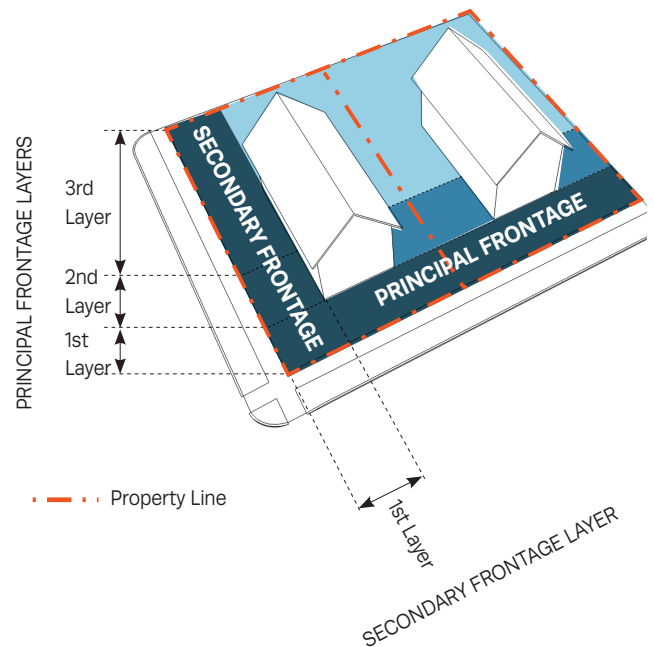 SECONDARY FRONTAGE
PRINCIPAL FRONTAGE
PRINCIPAL FRONTAGE LAYERS
3rd
Layer
2nd
Layer
1st
Layer
Property Line
1st Layer
SECONDARY FRONTAGE LAYER